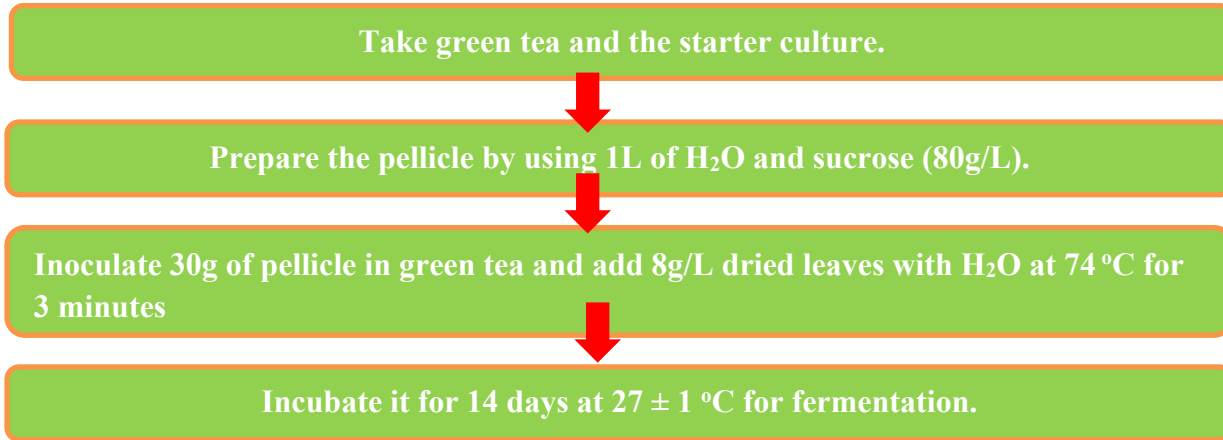 Take green tea and the starter culture.
Prepare the pellicle by using 1L of H₂O and sucrose (80g/L).
Inoculate 30g of pellicle in green tea and add 8g/L dried leaves with H₂O at 74 °C for
3 minutes
Incubate it for 14 days at 27 ± 1 °C for fermentation.